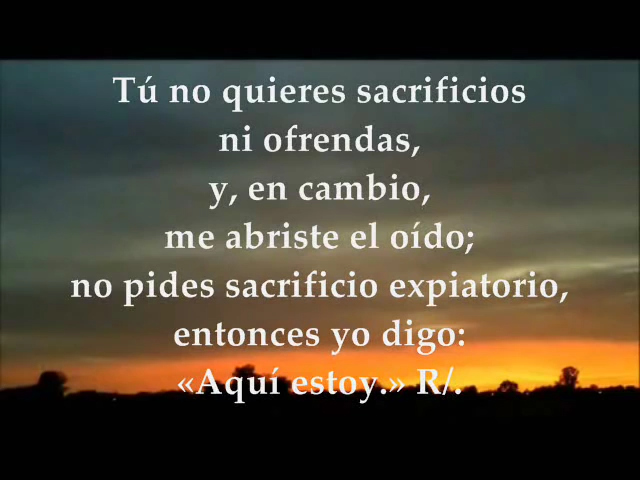 Tú no quieres sacrificios
ni ofrendas,
y, en cambio,
me abriste el oído;
no pides sacrificio expiatorio,
entonces yo digo:
«Aquí estoy.» R/.